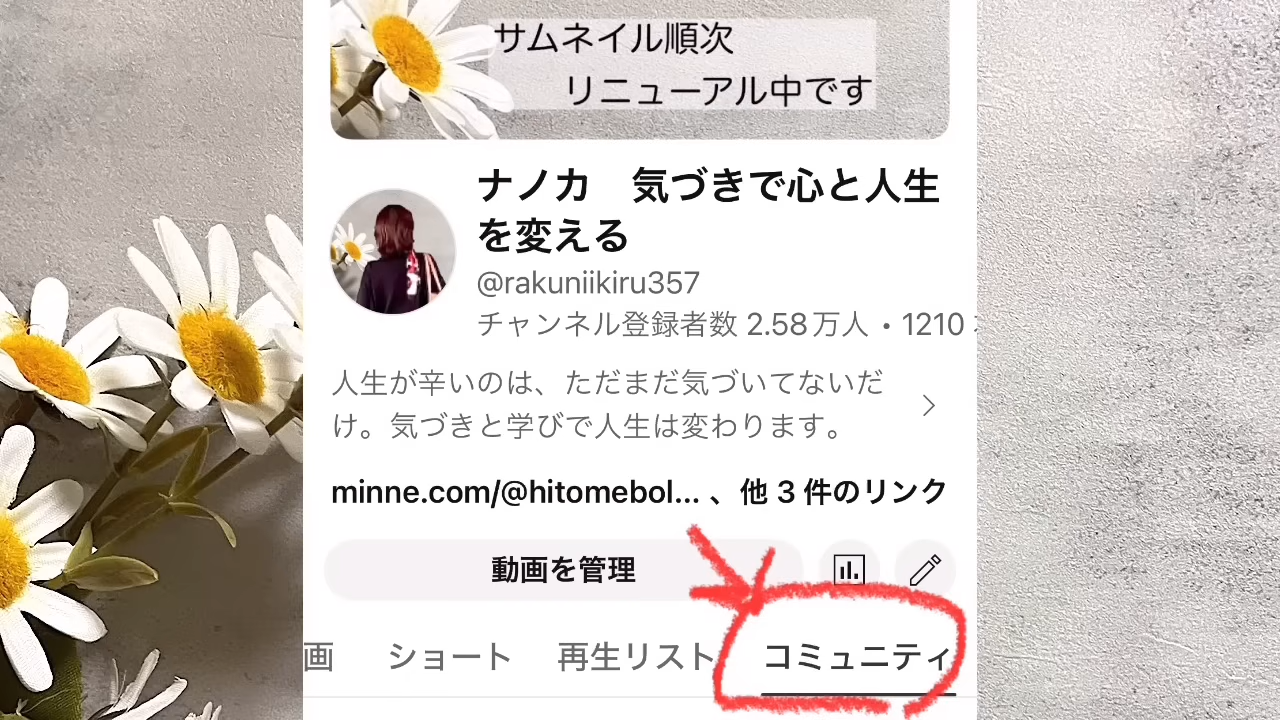 サムネイル順次
リニューアル中です
ナノカ　気づきで心と人生
を変える
@rakuniikiru357
チャンネル登録者数 2.58万人・1210
人生が辛いのは、ただまだ気づいてないだ
け。気づきと学びで人生は変わります。
minne.com/@hitomebol... 、他 3 件のリンク
動画を管理
画 ショート 再生リスト コミュニティ